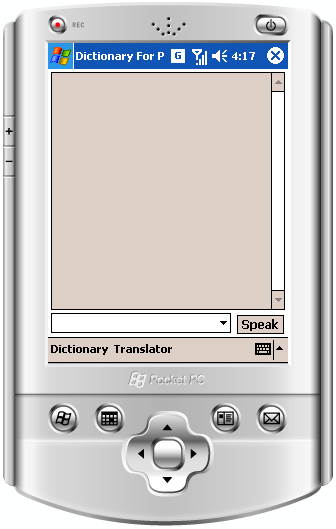 REC
Dictionary For P G 4:17
+
−
Speak
Dictionary Translator
Pocket PC